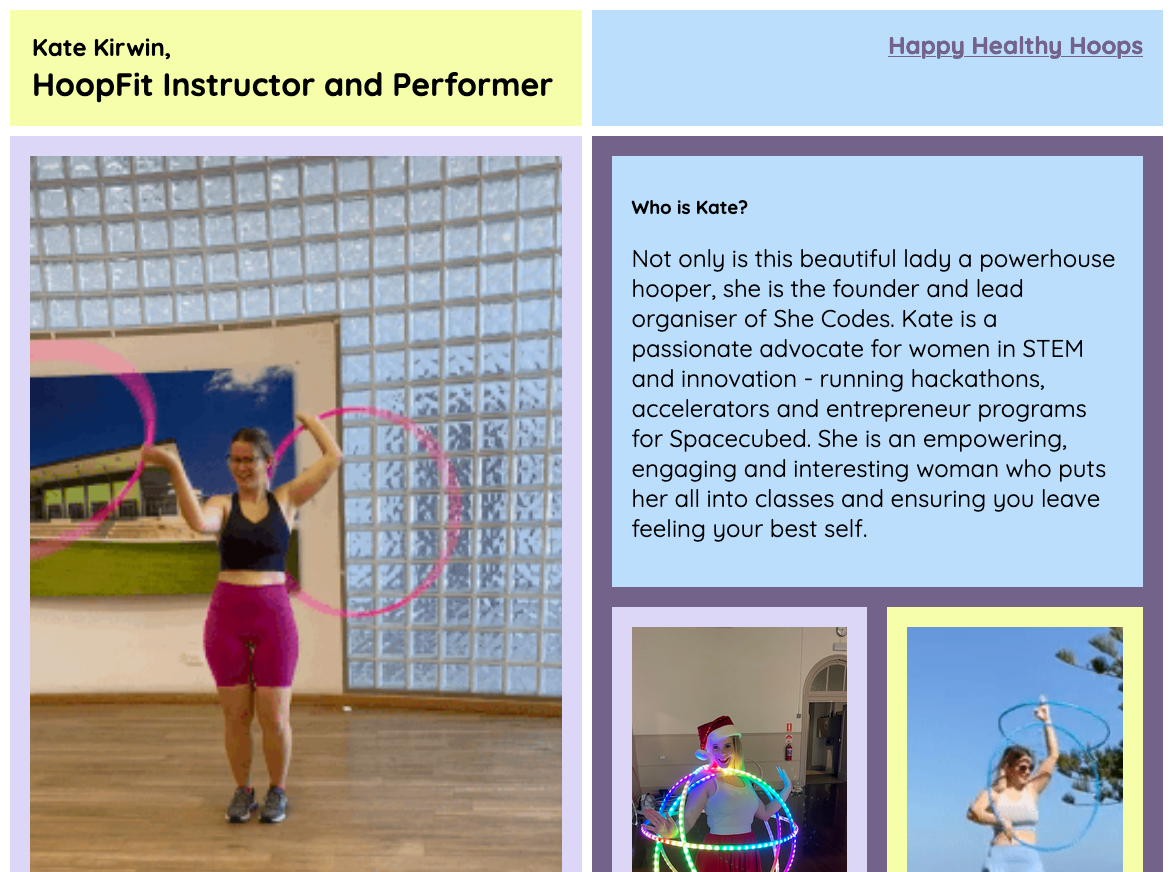 Kate Kirwin,
HoopFit Instructor and Performer
Happy Healthy Hoops
Who is Kate?
Not only is this beautiful lady a powerhouse
hooper, she is the founder and lead
organiser of She Codes. Kate is a
passionate advocate for women in STEM
and innovation - running hackathons,
accelerators and entrepreneur programs
for Spacecubed. She is an empowering,
engaging and interesting woman who puts
her all into classes and ensuring you leave
feeling your best self.